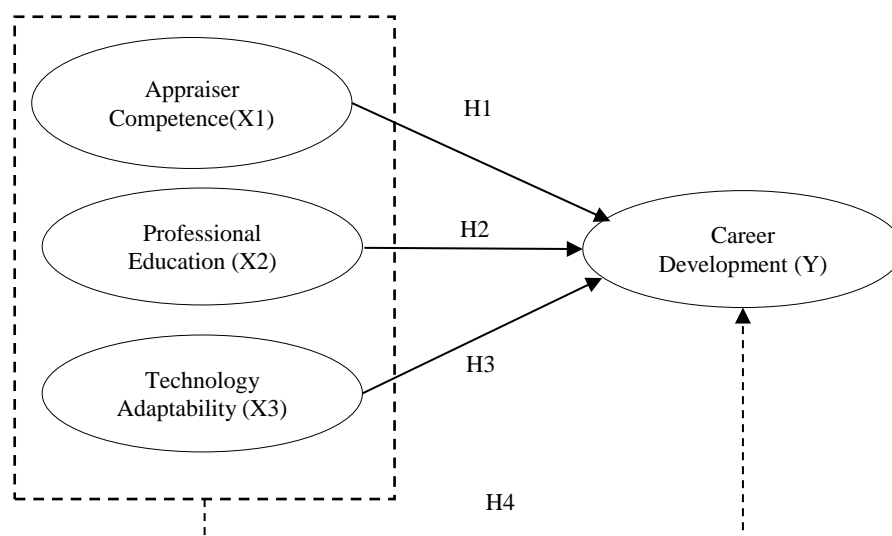 Appraiser
Competence(X1)
H1
Professional
Education (X2)
H2
Career
Development (Y)
Technology
Adaptability (X3)
H3
H4